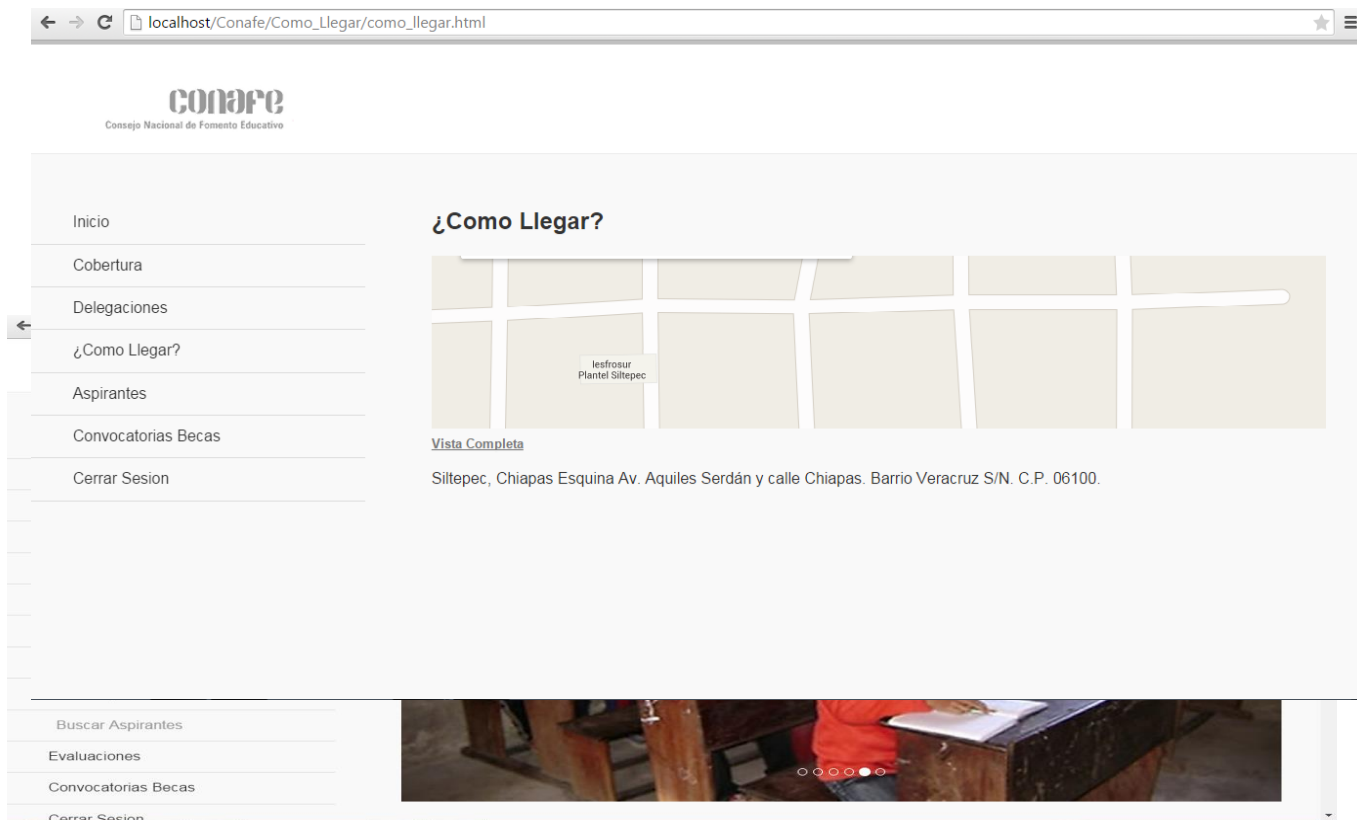 localhost/Conafe/Como_Llegar/como_llegar.html
conafe
Consejo Nacional de Fomento Educativo
Inicio
Cobertura
Delegaciones
¿Como Llegar?
Aspirantes
Convocatorias Becas
Cerrar Sesion
¿Como Llegar?
Iesfrosur
Plantel Siltepec
Vista Completa
Siltepec, Chiapas Esquina Av. Aquiles Serdán y calle Chiapas. Barrio Veracruz S/N. C.P. 06100.
Buscar Aspirantes
Evaluaciones
Convocatorias Becas
Cerrar Sesion